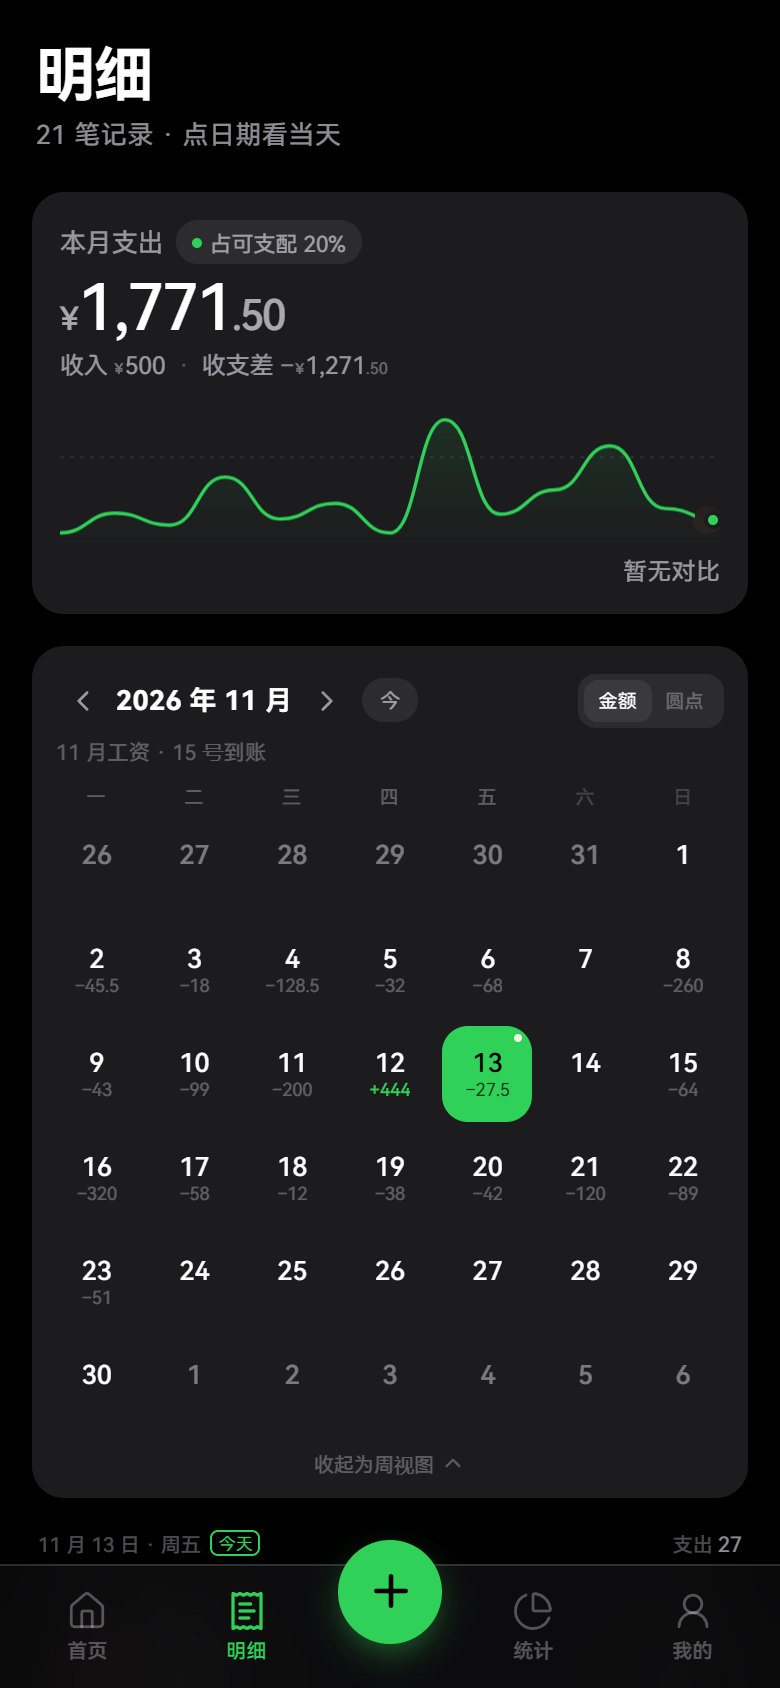 明细
21 笔记录 · 点日期看当天
本月支出 占可支配 20%
¥1,771.50
收入 ¥500 · 收支差 −¥1,271.50
暂无对比
2026 年 11 月 今 金额 圆点
11 月工资 · 15 号到账
一 二 三 四 五 六 日
26 27 28 29 30 31 1
2 3 4 5 6 7 8
−45.5 −18 −128.5 −32 −68 −260
9 10 11 12 13 14 15
−43 −99 −200 +444 −27.5 −64
16 17 18 19 20 21 22
−320 −58 −12 −38 −42 −120 −89
23 24 25 26 27 28 29
−51
30 1 2 3 4 5 6
收起为周视图
11 月 13 日 · 周五 今天 支出 27
首页 明细 统计 我的